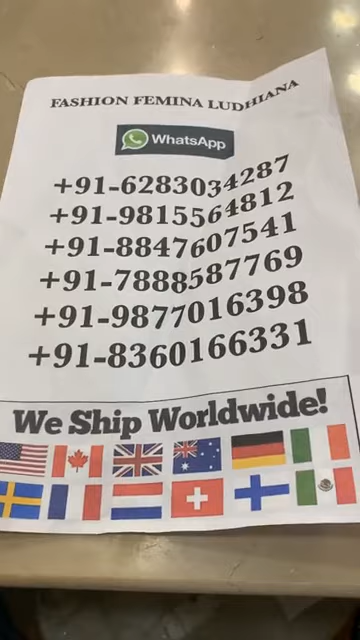 FASHION FEMINA LUDHIANA
WhatsApp
+91-6283034287
+91-9815564812
+91-8847607541
+91-7888587769
+91-9877016398
+91-8360166331
We Ship Worldwide!